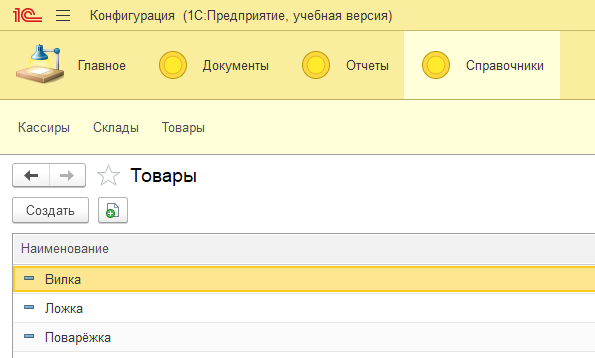 1С Конфигурация (1С:Предприятие, учебная версия)
Главное Документы Отчеты Справочники
Кассиры Склады Товары
Товары
Создать
Наименование
Вилка
Ложка
Поварёжка